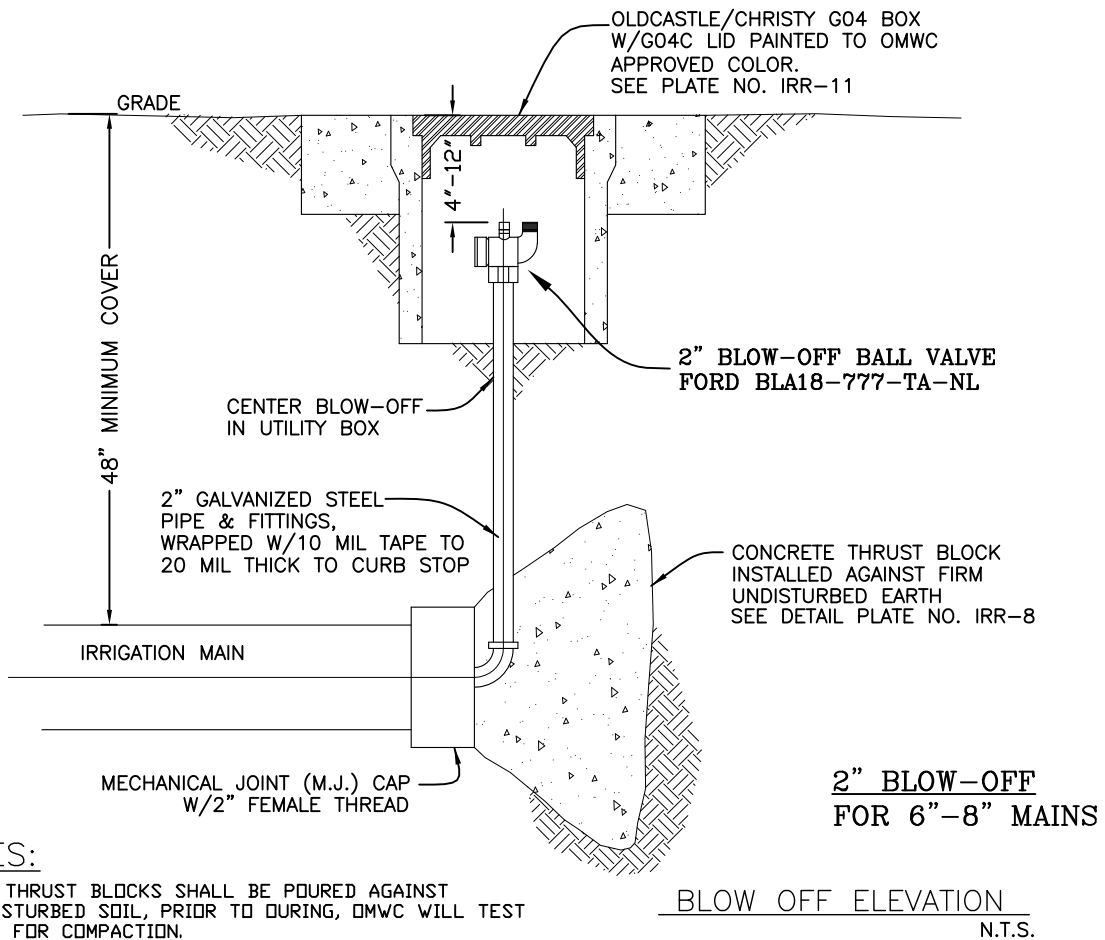 OLDCASTLE/CHRISTY G04 BOX
W/G04C LID PAINTED TO OMWC
APPROVED COLOR.
SEE PLATE NO. IRR-11
GRADE
4"-12"
48" MINIMUM COVER
2" BLOW-OFF BALL VALVE
FORD BLA18-777-TA-NL
CENTER BLOW-OFF
IN UTILITY BOX
2" GALVANIZED STEEL
PIPE & FITTINGS,
WRAPPED W/10 MIL TAPE TO
20 MIL THICK TO CURB STOP
CONCRETE THRUST BLOCK
INSTALLED AGAINST FIRM
UNDISTURBED EARTH
SEE DETAIL PLATE NO. IRR-8
IRRIGATION MAIN
MECHANICAL JOINT (M.J.) CAP
W/2" FEMALE THREAD
2" BLOW-OFF
FOR 6"-8" MAINS
ES:
THRUST BLOCKS SHALL BE POURED AGAINST
STURBED SOIL, PRIOR TO OURING, OMWC WILL TEST
FOR COMPACTION.
BLOW OFF ELEVATION
N.T.S.